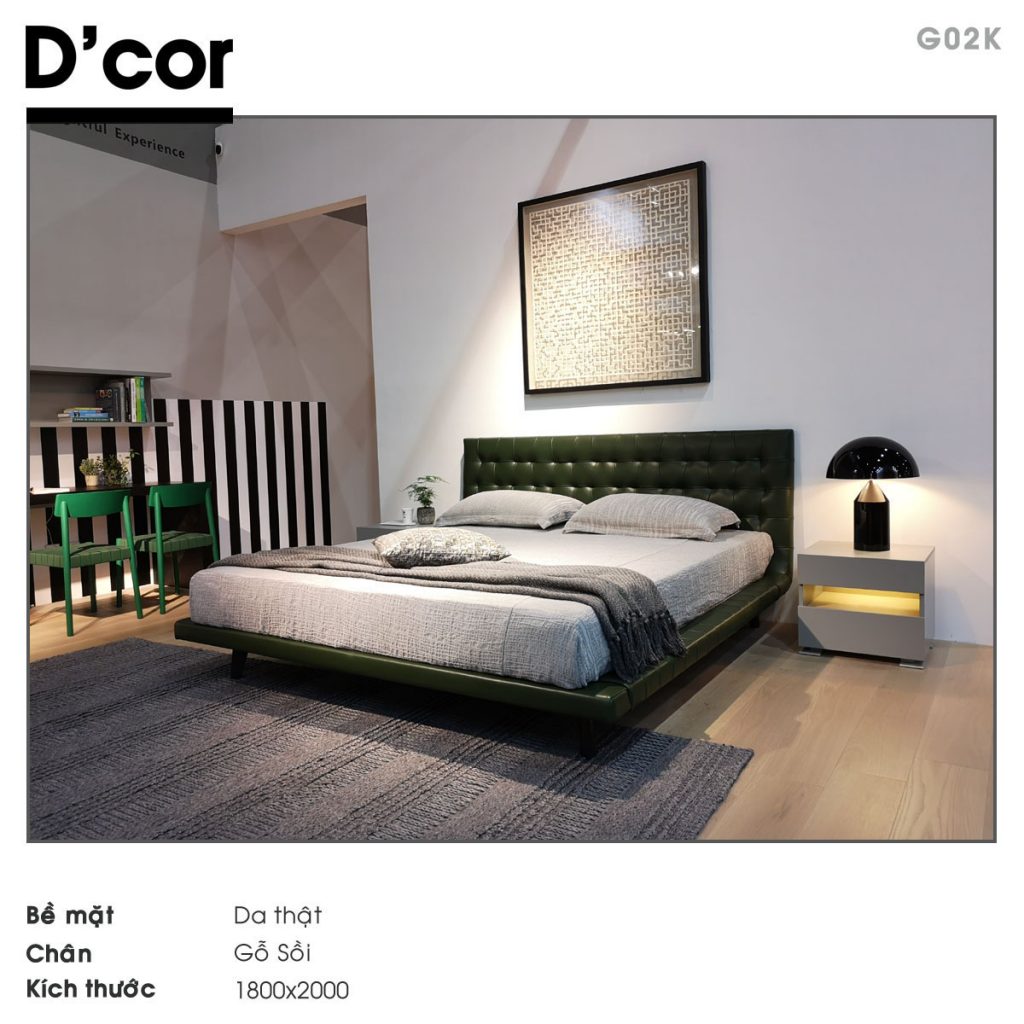 D'cor
G02K
Experience
Bề mặt Da thật
Chân Gỗ Sồi
Kích thước 1800x2000